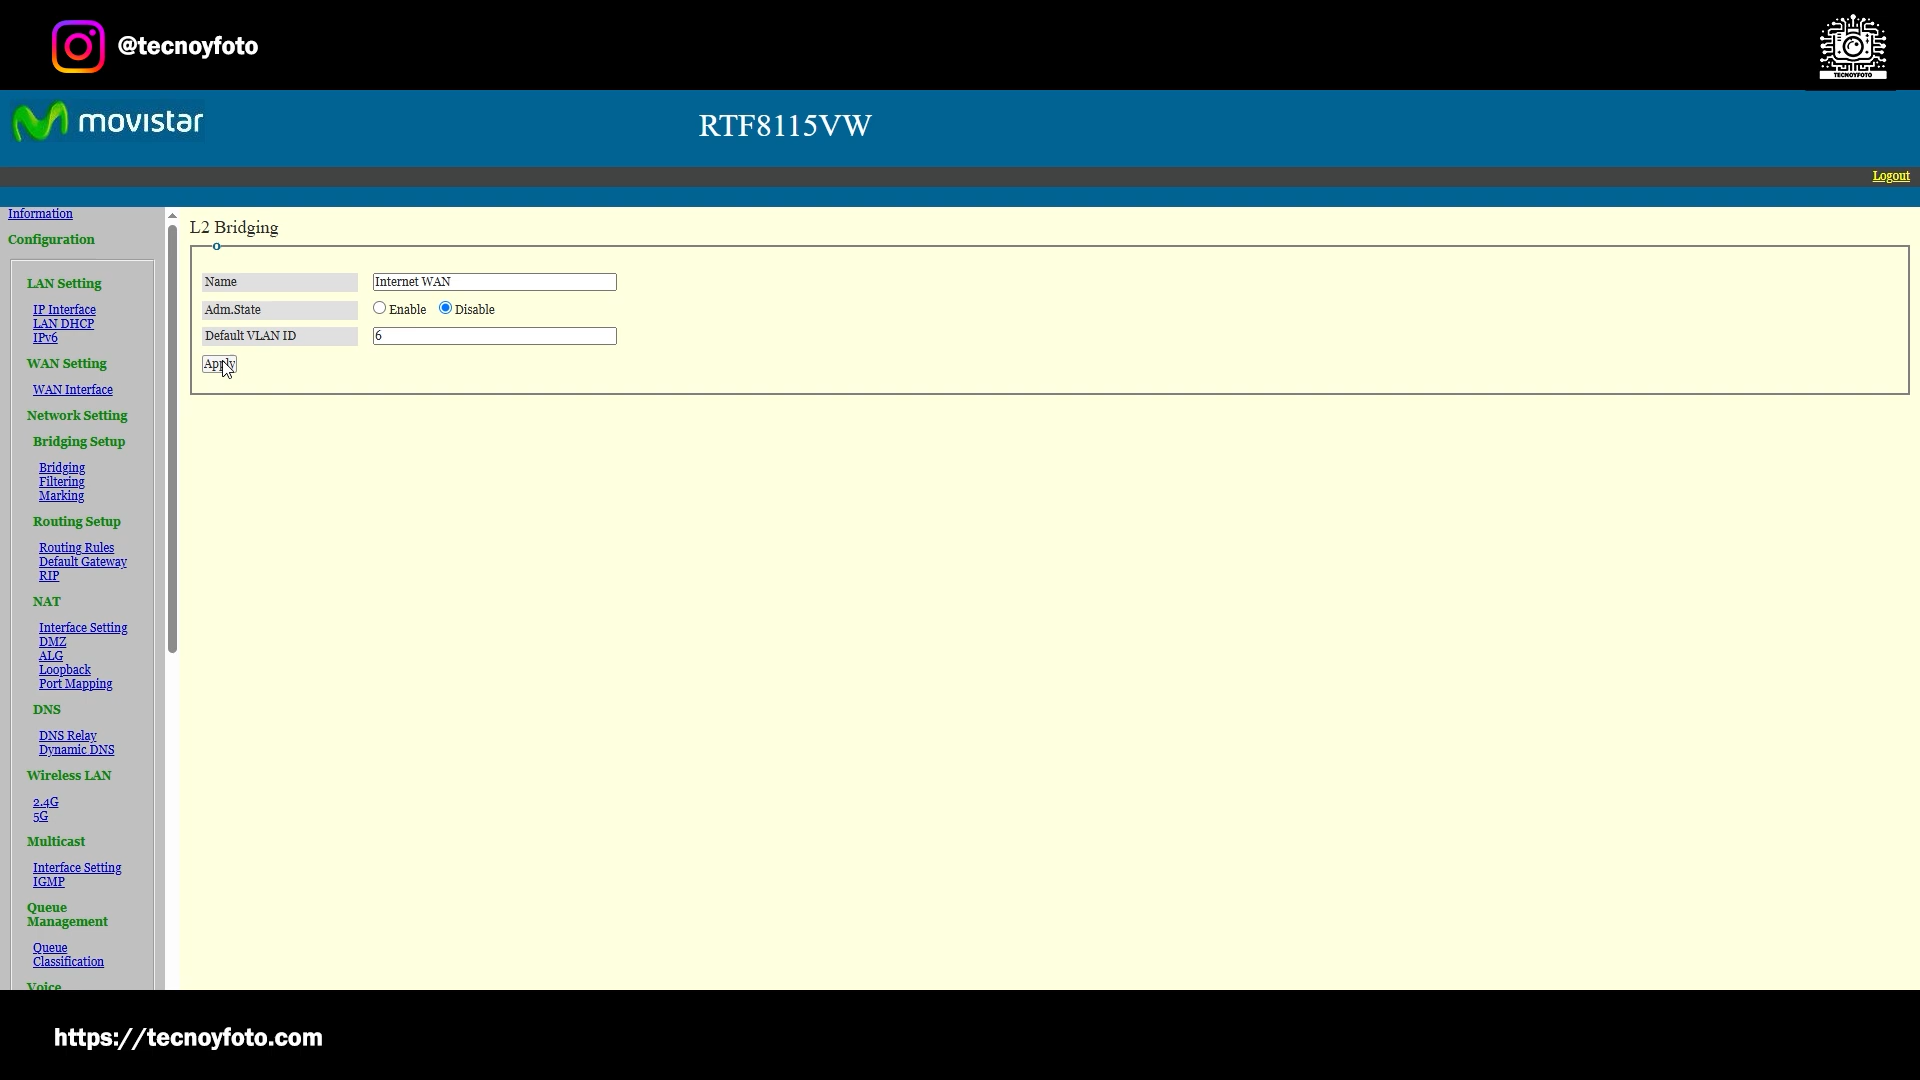 @tecnoyfoto
TECNOYFOTO
movistar
RTF8115VW
Logout
Information
Configuration
LAN Setting
IP Interface
LAN DHCP
IPv6
WAN Setting
WAN Interface
Network Setting
Bridging Setup
Bridging
Filtering
Marking
Routing Setup
Routing Rules
Default Gateway
RIP
NAT
Interface Setting
DMZ
ALG
Loopback
Port Mapping
DNS
DNS Relay
Dynamic DNS
Wireless LAN
2.4G
5G
Multicast
Interface Setting
IGMP
Queue
Management
Queue
Classification
Voice
L2 Bridging
0
Name Internet WAN
Adm.State Enable Disable
Default VLAN ID 6
Apply
https://tecnoyfoto.com